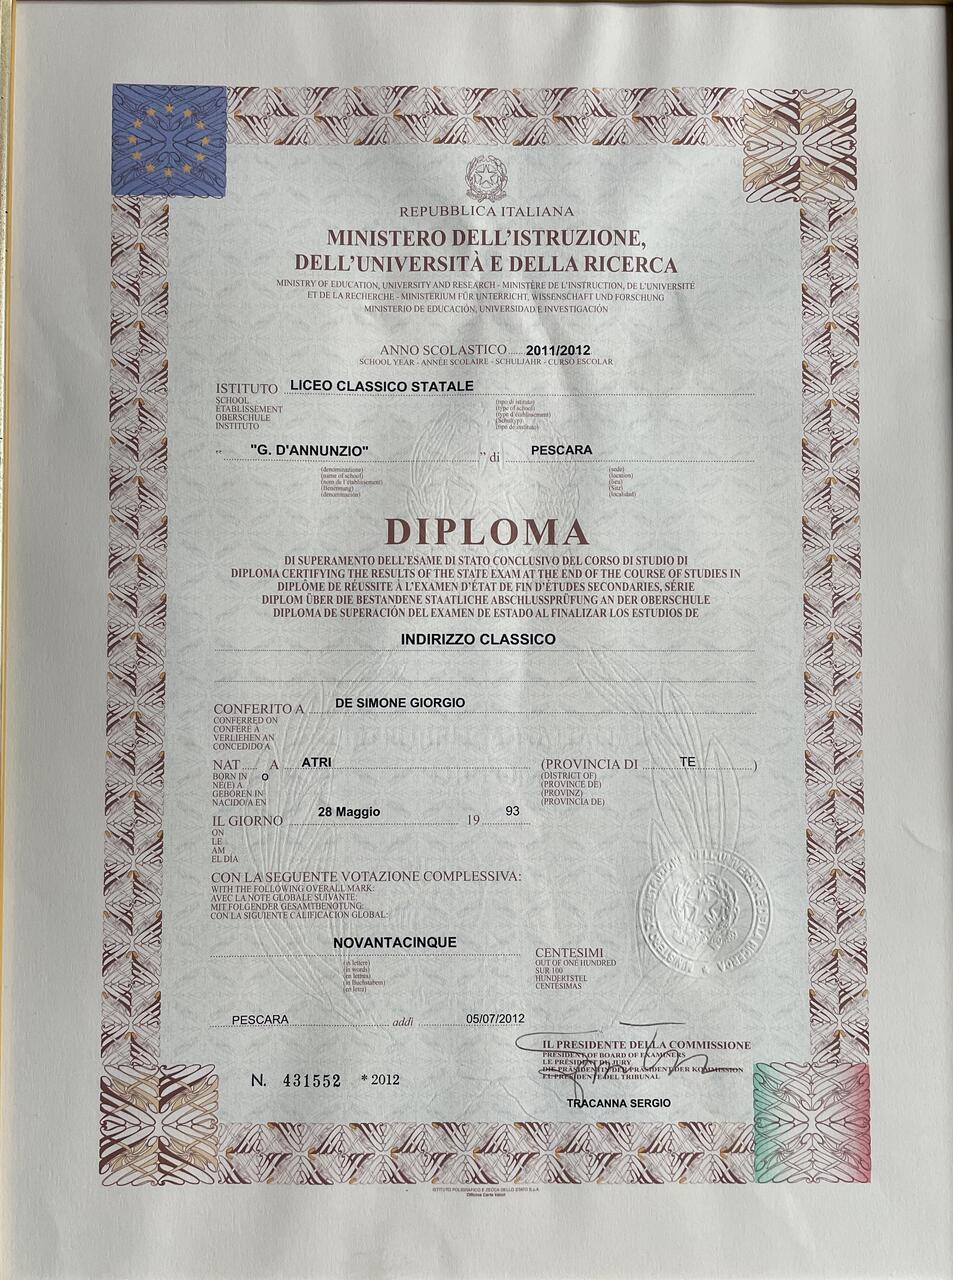 REPUBBLICA ITALIANA
MINISTERO DELL'ISTRUZIONE,
DELL'UNIVERSITÀ E DELLA RICERCA
MINISTRY OF EDUCATION, UNIVERSITY AND RESEARCH - MINISTÈRE DE L'INSTRUCTION, DE L'UNIVERSITÉ
ET DE LA RECHERCHE - MINISTERIUM FÜR UNTERRICHT, WISSENSCHAFT UND FORSCHUNG
MINISTERIO DE EDUCACIÓN, UNIVERSIDAD E INVESTIGACIÓN
ANNO SCOLASTICO 2011/2012
SCHOOL YEAR - ANNÉE SCOLAIRE - SCHULJAHR - CURSO ESCOLAR
ISTITUTO LICEO CLASSICO STATALE
SCHOOL
ÉTABLISSEMENT
OBERSCHULE
INSTITUTO
(tipo di istituto)
(type of school)
(type d'établissement)
(Schultyp)
(tipo de instituto)
" "G. D'ANNUNZIO" " di PESCARA
(denominazione)
(name of school)
(nom de l'établissement)
(Benennung)
(denominación)
(sede)
(location)
(lieu)
(Sitz)
(localidad)
DIPLOMA
DI SUPERAMENTO DELL'ESAME DI STATO CONCLUSIVO DEL CORSO DI STUDIO DI
DIPLOMA CERTIFYING THE RESULTS OF THE STATE EXAM AT THE END OF THE COURSE OF STUDIES IN
DIPLÔME DE RÉUSSITE À L'EXAMEN D'ÉTAT DE FIN D'ÉTUDES SECONDARIES, SÉRIE
DIPLOM ÜBER DIE BESTANDENE STAATLICHE ABSCHLUSSPRÜFUNG AN DER OBERSCHULE
DIPLOMA DE SUPERACIÓN DEL EXAMEN DE ESTADO AL FINALIZAR LOS ESTUDIOS DE
INDIRIZZO CLASSICO
CONFERITO A DE SIMONE GIORGIO
CONFERRED ON
CONFÉRÉ À
VERLIEHEN AN
CONCEDIDO A
NAT o A ATRI (PROVINCIA DI TE )
BORN IN
NÉ(E) À
GEBOREN IN
NACIDO/A EN
(DISTRICT OF)
(PROVINCE DE)
(PROVINZ)
(PROVINCIA DE)
IL GIORNO 28 Maggio 19 93
ON
LE
AM
EL DÍA
CON LA SEGUENTE VOTAZIONE COMPLESSIVA:
WITH THE FOLLOWING OVERALL MARK:
AVEC LA NOTE GLOBALE SUIVANTE:
MIT FOLGENDER GESAMTBENOTUNG:
CON LA SIGUIENTE CALIFICACIÓN GLOBAL:
NOVANTACINQUE
(in lettere)
(in words)
(en lettres)
(in Buchstaben)
(en letra)
CENTESIMI
OUT OF ONE HUNDRED
SUR 100
HUNDERTSTEL
CENTÉSIMAS
PESCARA addì 05/07/2012
IL PRESIDENTE DELLA COMMISSIONE
PRESIDENT OF BOARD OF EXAMINERS
LE PRÉSIDENT DU JURY
DIE PRÄSIDENTIN DER/PRÄSIDENT DER KOMMISSION
EL PRESIDENTE DEL TRIBUNAL
TRACANNA SERGIO
N. 431552 * 2012
ISTITUTO POLIGRAFICO E ZECCA DELLO STATO S.p.A.
Officina Carte Valori